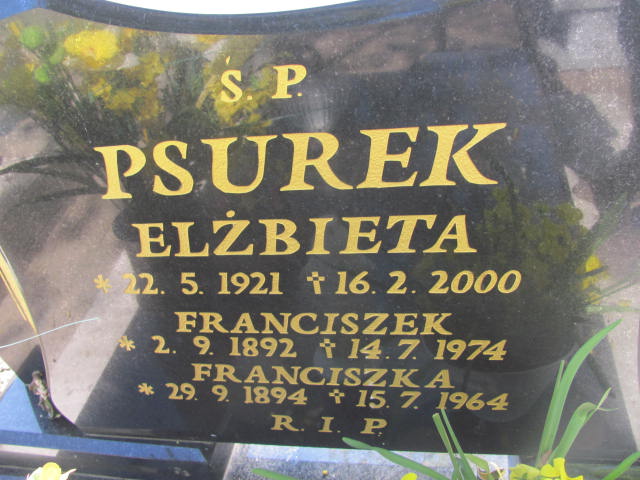 Ś. P.
PSUREK
ELŻBIETA
* 22. 5. 1921 † 16. 2. 2000
FRANCISZEK
* 2. 9. 1892 † 14. 7. 1974
FRANCISZKA
* 29. 9. 1894 † 15. 7. 1964
R. I. P.